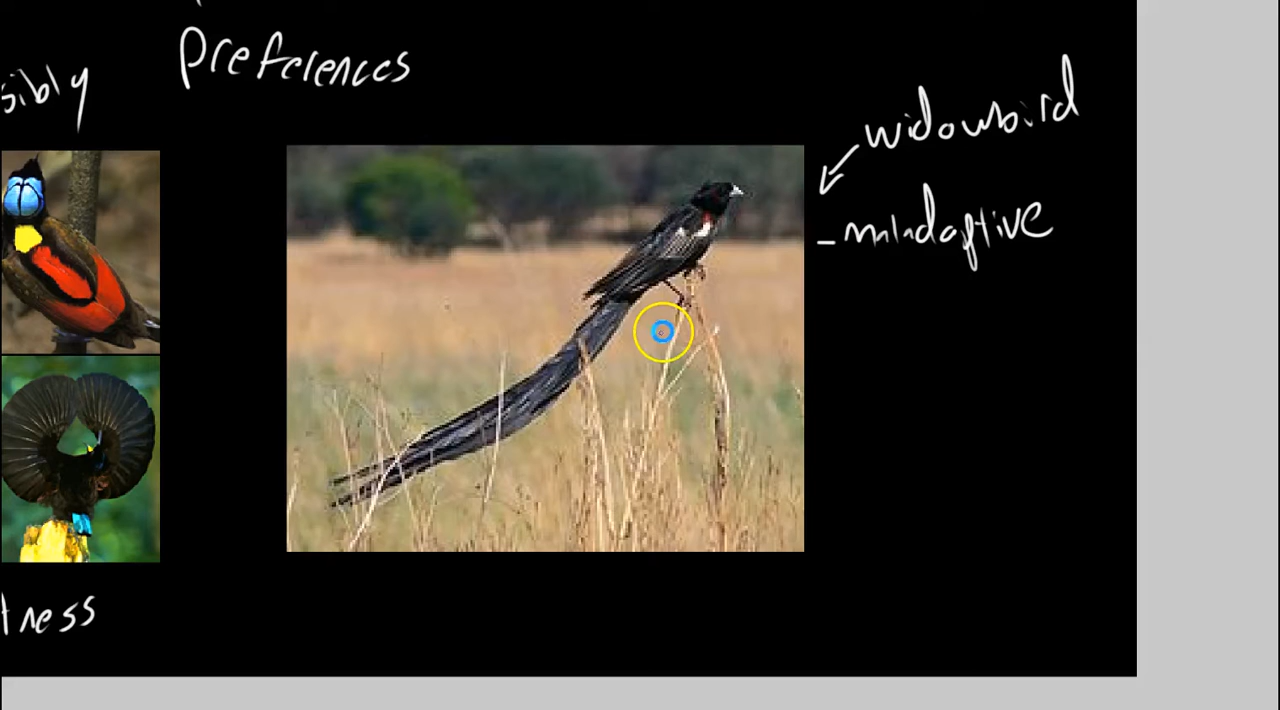 preferences
sibly
widowbird
- maladaptive
tness